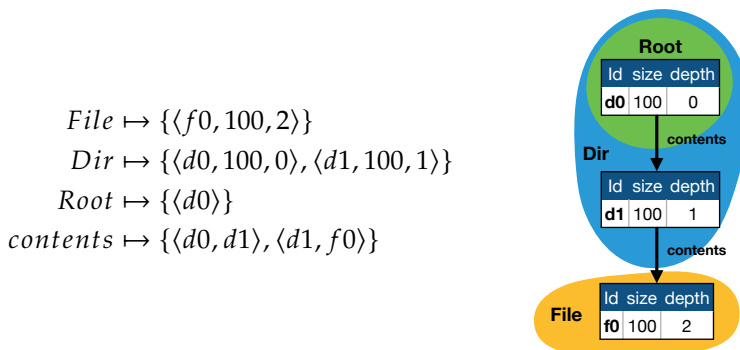 File ↦ {⟨f0, 100, 2⟩}
Dir ↦ {⟨d0, 100, 0⟩, ⟨d1, 100, 1⟩}
Root ↦ {⟨d0⟩}
contents ↦ {⟨d0, d1⟩, ⟨d1, f0⟩}
Root
Id size depth
d0 100 0
contents
Dir
Id size depth
d1 100 1
contents
File
Id size depth
f0 100 2